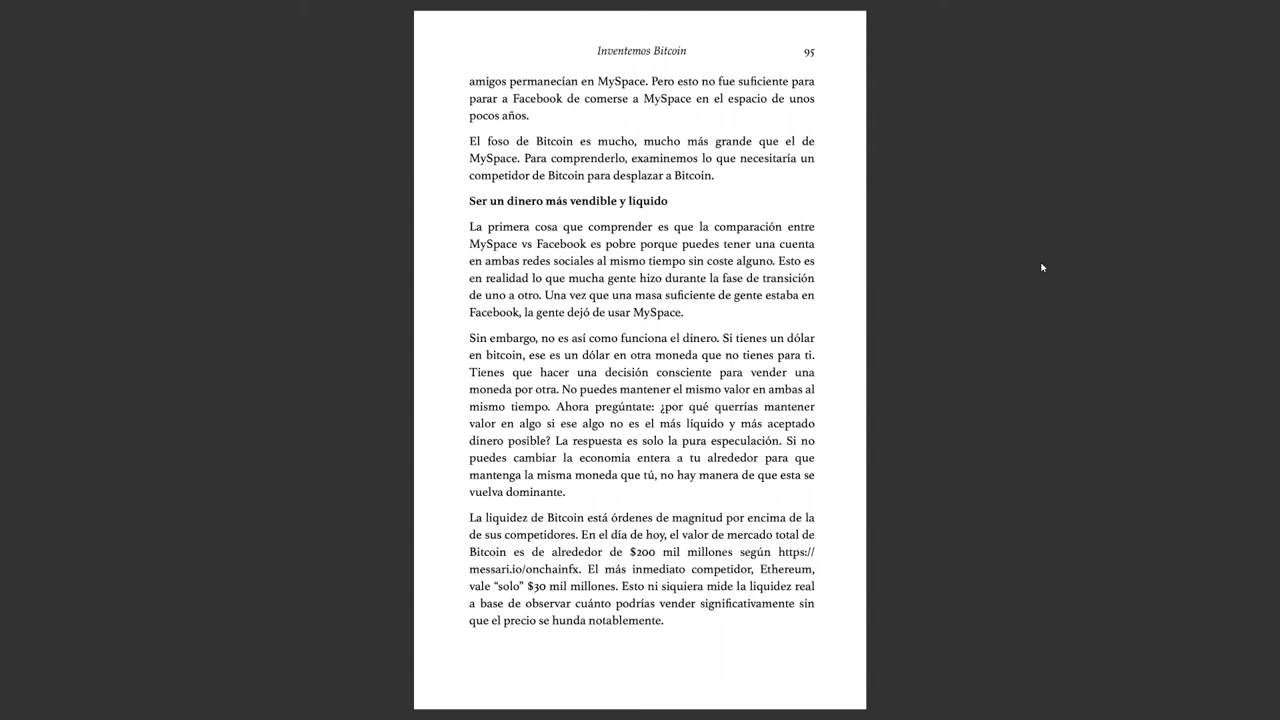 Inventemos Bitcoin 95
amigos permanecían en MySpace. Pero esto no fue suficiente para
parar a Facebook de comerse a MySpace en el espacio de unos
pocos años.
El foso de Bitcoin es mucho, mucho más grande que el de
MySpace. Para comprenderlo, examinemos lo que necesitaría un
competidor de Bitcoin para desplazar a Bitcoin.
Ser un dinero más vendible y líquido
La primera cosa que comprender es que la comparación entre
MySpace vs Facebook es pobre porque puedes tener una cuenta
en ambas redes sociales al mismo tiempo sin coste alguno. Esto es
en realidad lo que mucha gente hizo durante la fase de transición
de uno a otro. Una vez que una masa suficiente de gente estaba en
Facebook, la gente dejó de usar MySpace.
Sin embargo, no es así como funciona el dinero. Si tienes un dólar
en bitcoin, ese es un dólar en otra moneda que no tienes para ti.
Tienes que hacer una decisión consciente para vender una
moneda por otra. No puedes mantener el mismo valor en ambas al
mismo tiempo. Ahora pregúntate: ¿por qué querrías mantener
valor en algo si ese algo no es el más líquido y más aceptado
dinero posible? La respuesta es solo la pura especulación. Si no
puedes cambiar la economía entera a tu alrededor para que
mantenga la misma moneda que tú, no hay manera de que esta se
vuelva dominante.
La liquidez de Bitcoin está órdenes de magnitud por encima de la
de sus competidores. En el día de hoy, el valor de mercado total de
Bitcoin es de alrededor de $200 mil millones según https://
messari.io/onchainfx. El más inmediato competidor, Ethereum,
vale “solo” $30 mil millones. Esto ni siquiera mide la liquidez real
a base de observar cuánto podrías vender significativamente sin
que el precio se hunda notablemente.